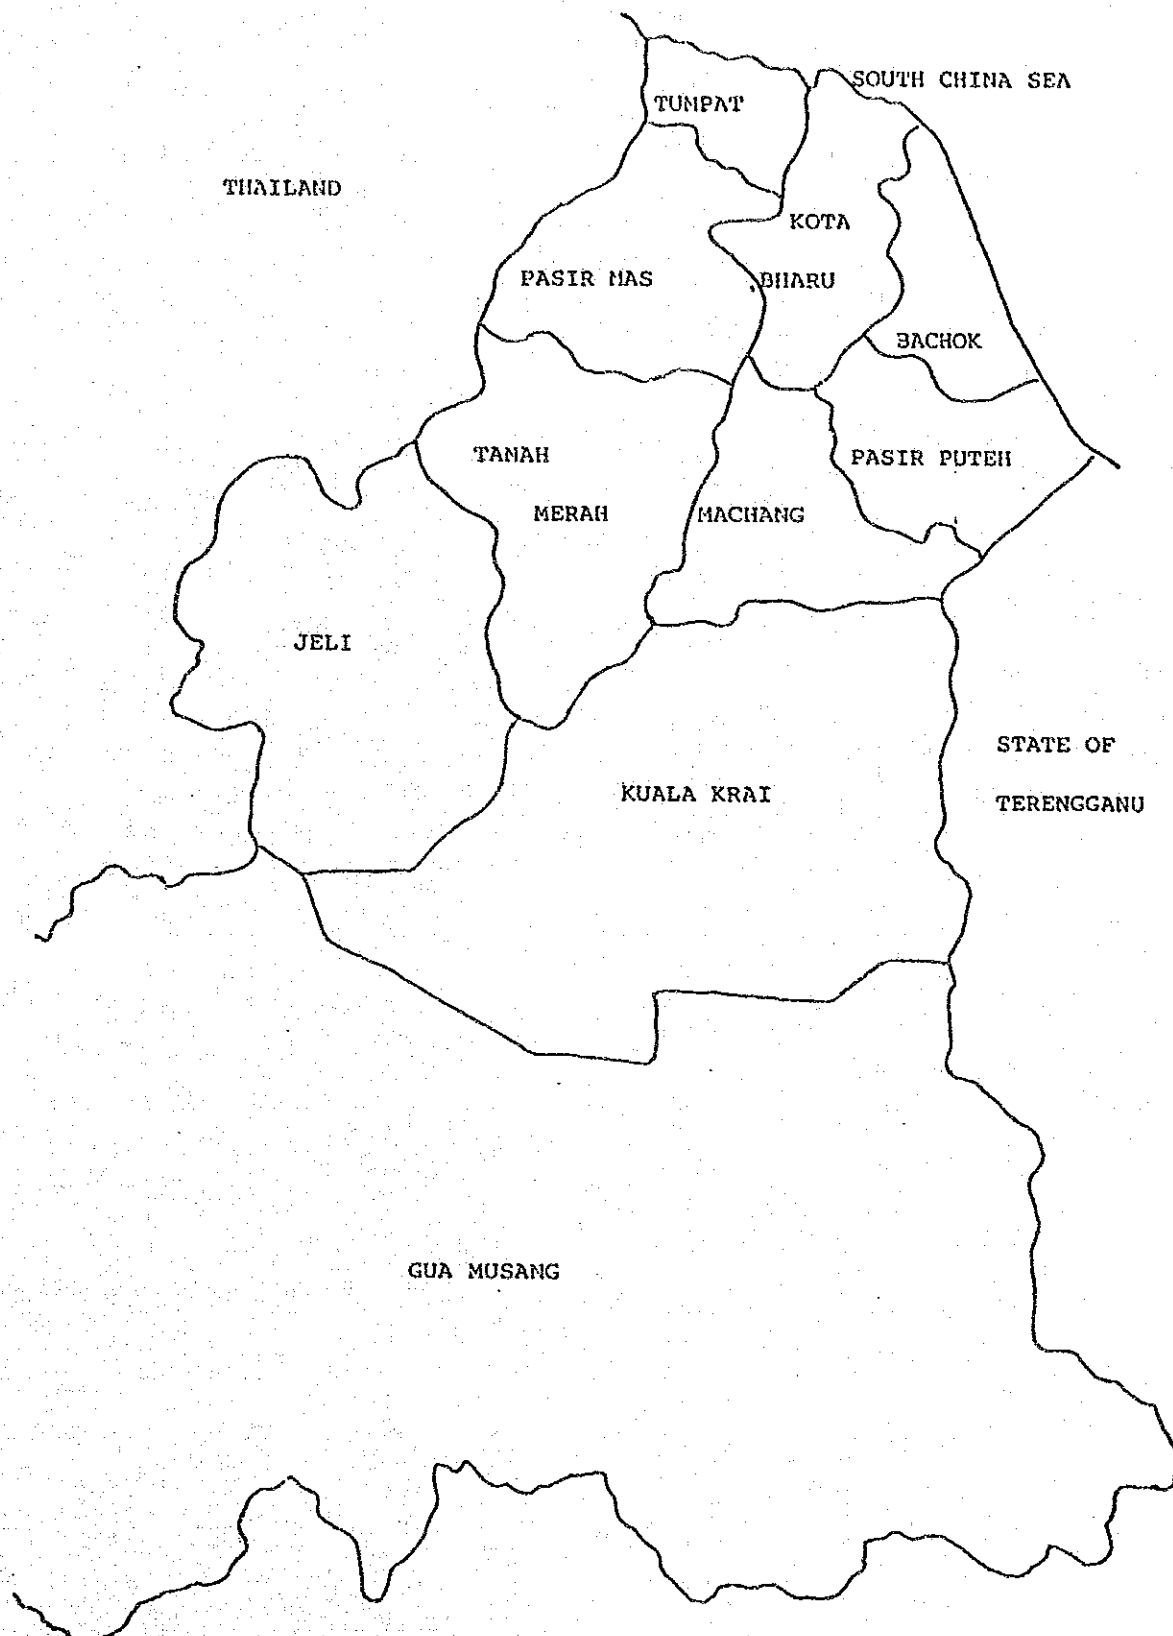 SOUTH CHINA SEA
TUMPAT
THAILAND
KOTA
PASIR MAS
BHARU
BACHOK
TANAH
PASIR PUTEH
MERAH
MACHANG
JELI
STATE OF
KUALA KRAI
TERENGGANU
GUA MUSANG